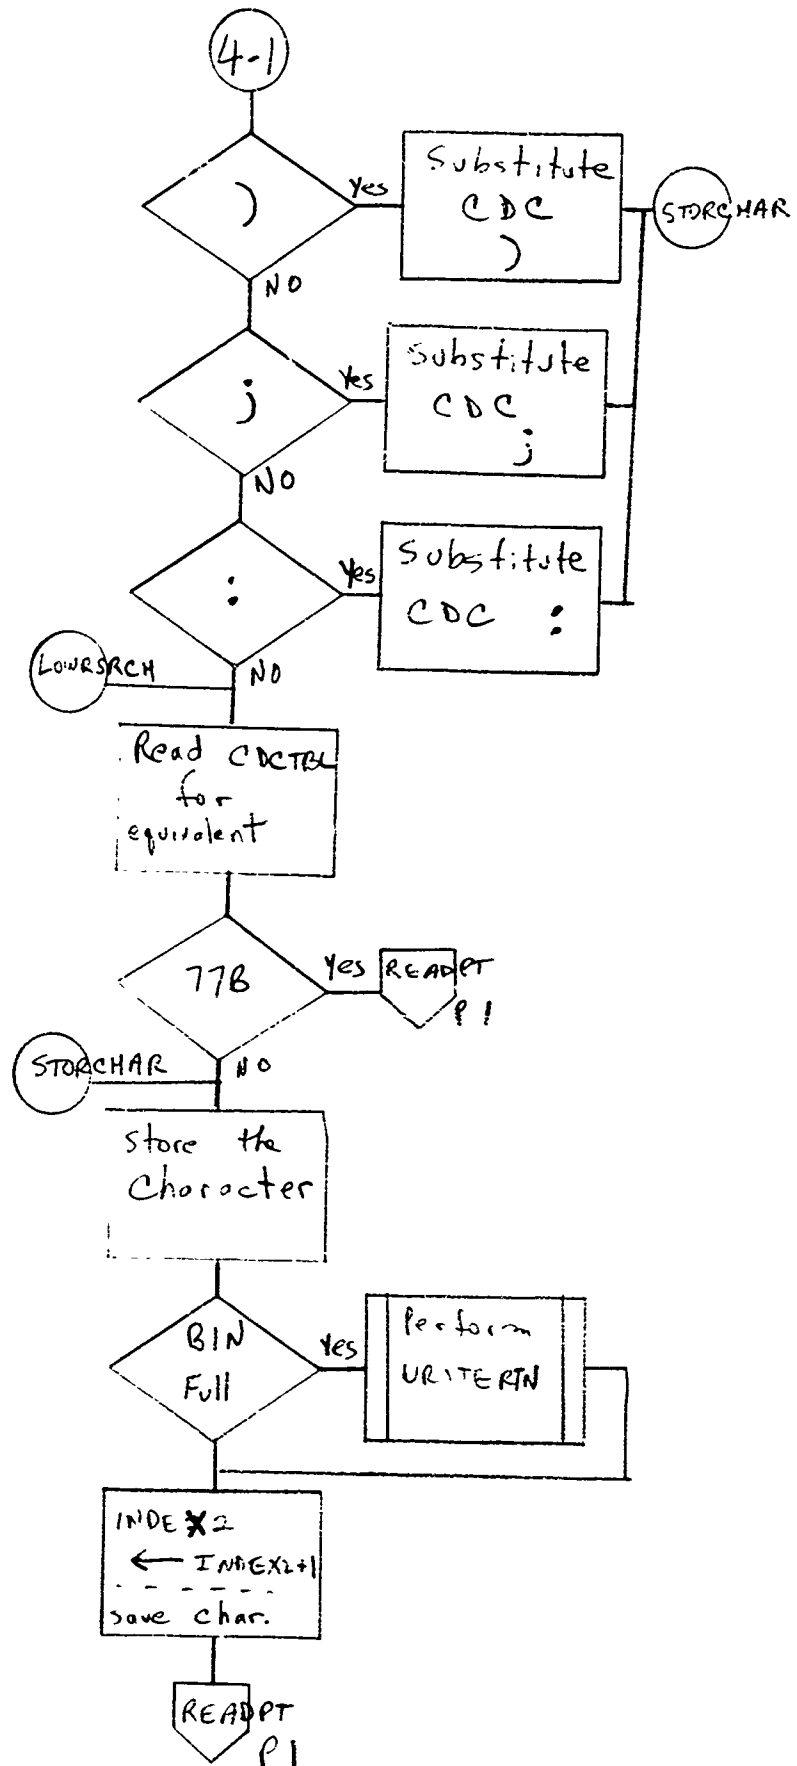 4-1
)
Yes
Substitute
CDC
)
STORCHAR
NO
;
Yes
Substitute
CDC
;
NO
:
Yes
Substitute
CDC :
LOWRSRCH
NO
Read CDCTBL
for
equivalent
77B
Yes
READPT
P1
STORCHAR
NO
Store the
Character
BIN
Full
Yes
Perform
WRITERTN
INDEX2
← INDEX2+1
save char.
READPT
P1